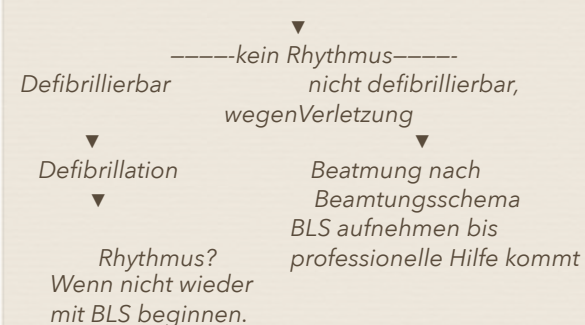 ▼
————-kein Rhythmus————-
Defibrillierbar nicht defibrillierbar,
wegenVerletzung
▼ ▼
Defibrillation Beatmung nach
▼ Beamtungsschema
BLS aufnehmen bis
Rhythmus? professionelle Hilfe kommt
Wenn nicht wieder
mit BLS beginnen.